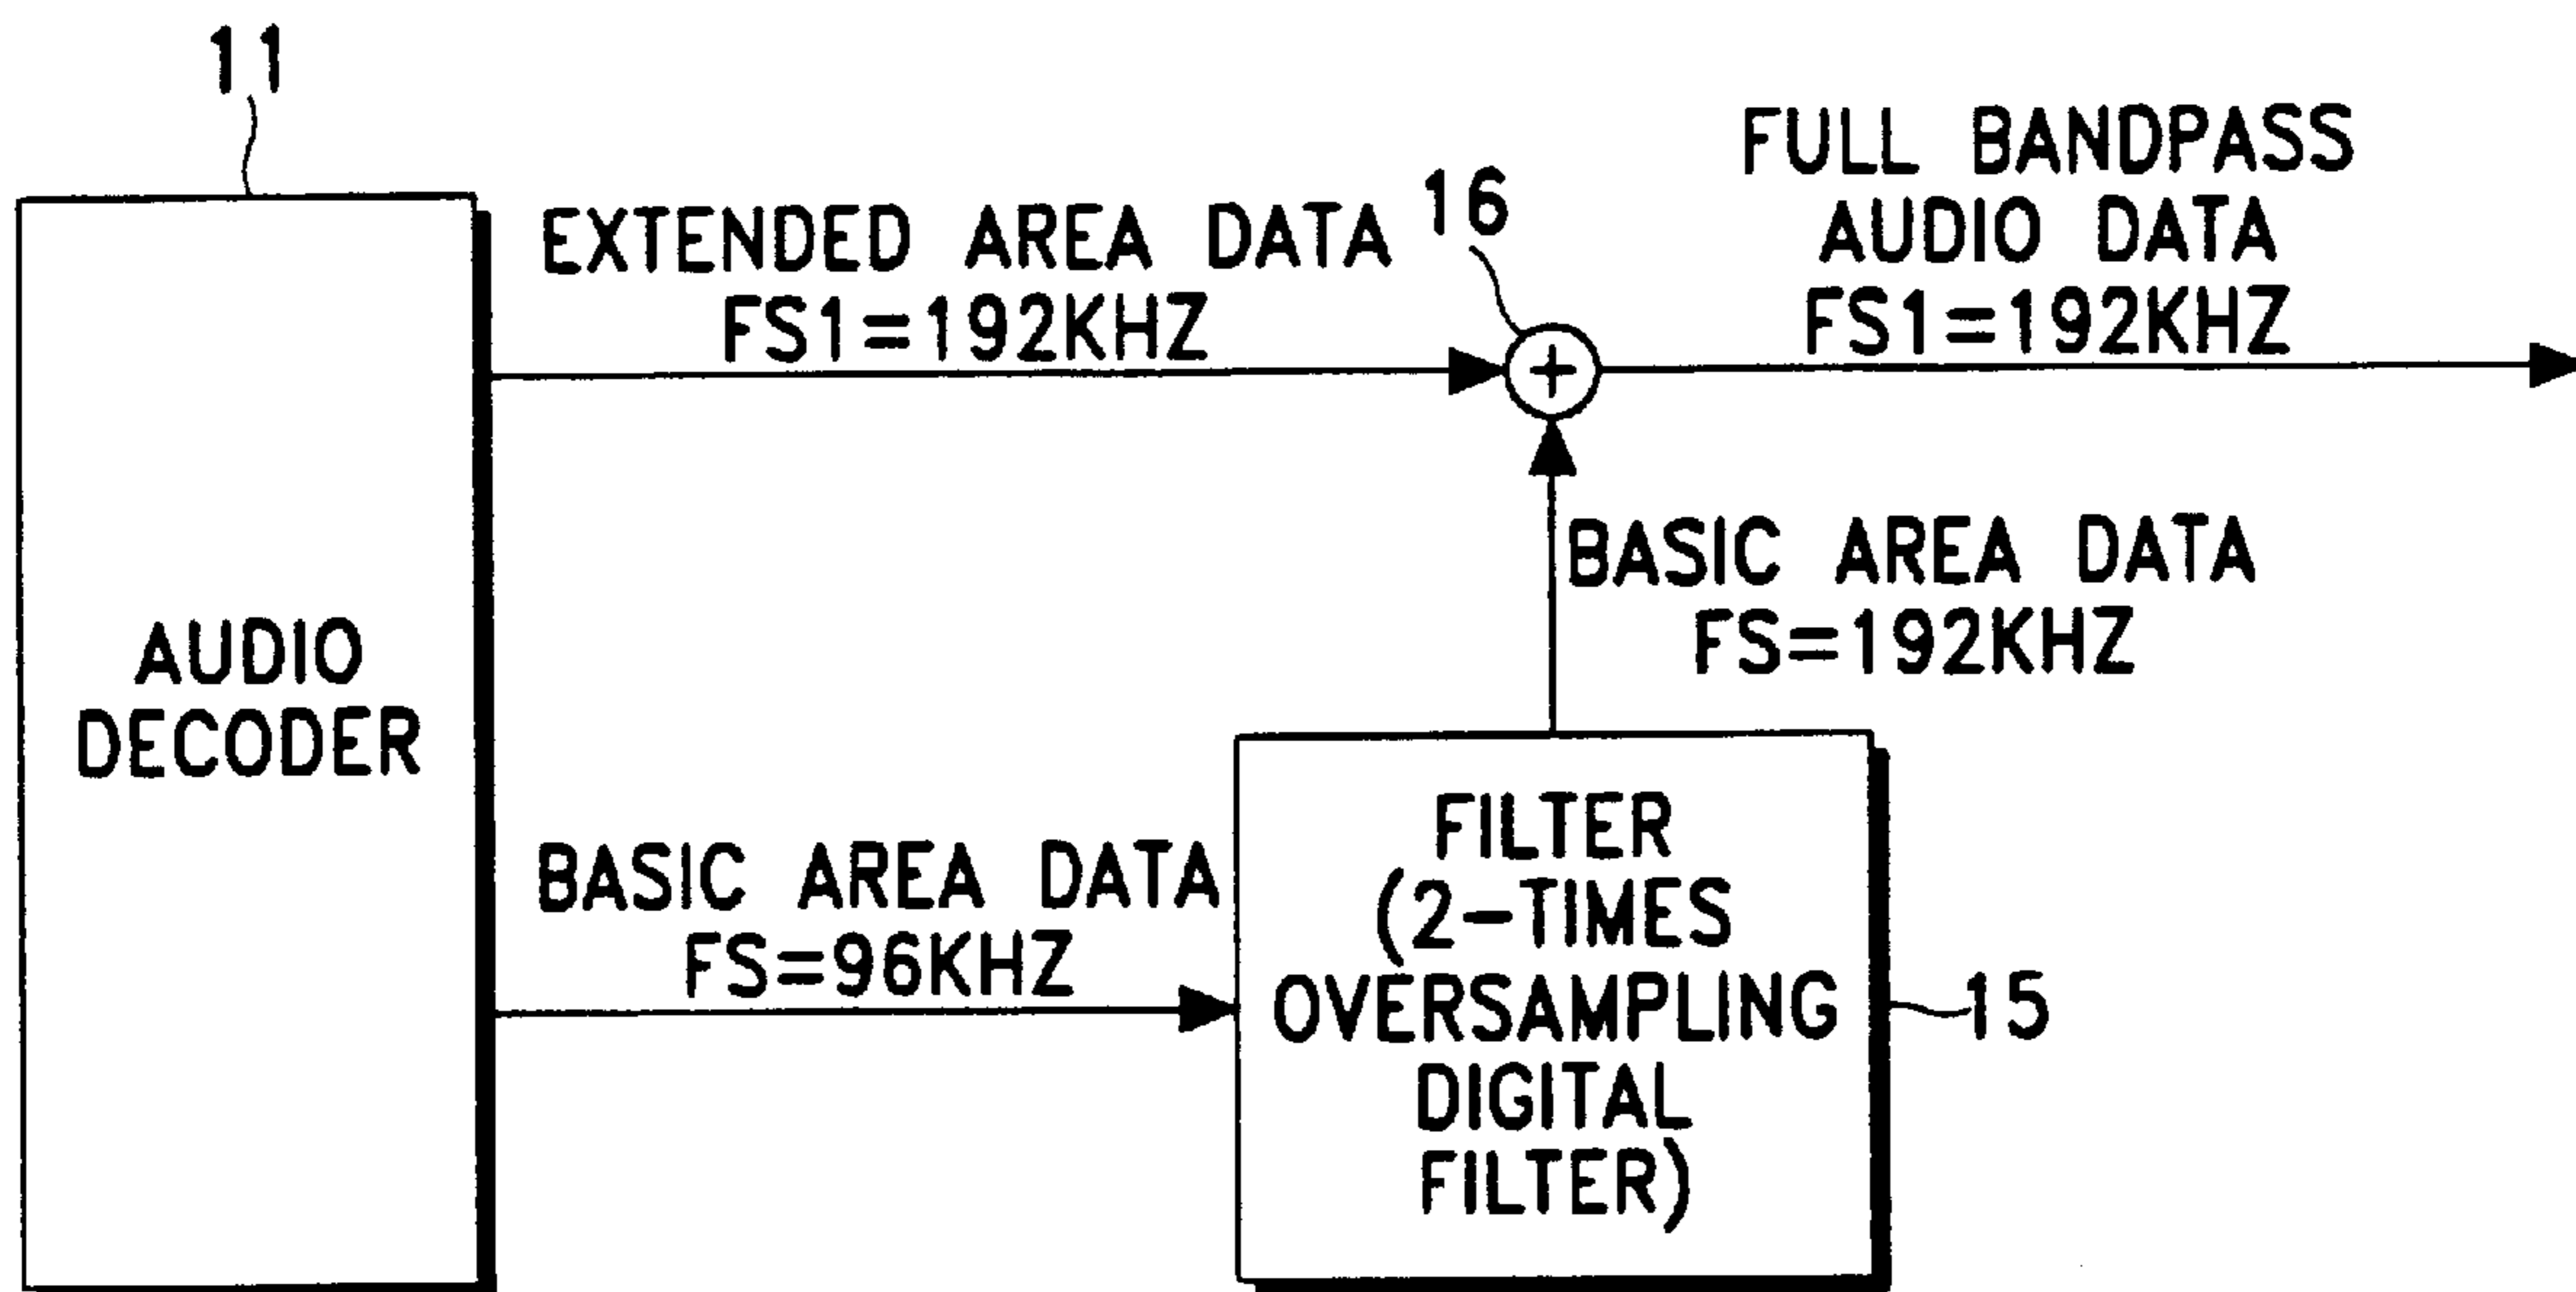 11
EXTENDED AREA DATA
FS1=192KHZ
16
FULL BANDPASS
AUDIO DATA
FS1=192KHZ
+
BASIC AREA DATA
FS=192KHZ
AUDIO
DECODER
BASIC AREA DATA
FS=96KHZ
FILTER
(2-TIMES
OVERSAMPLING
DIGITAL
FILTER)
15